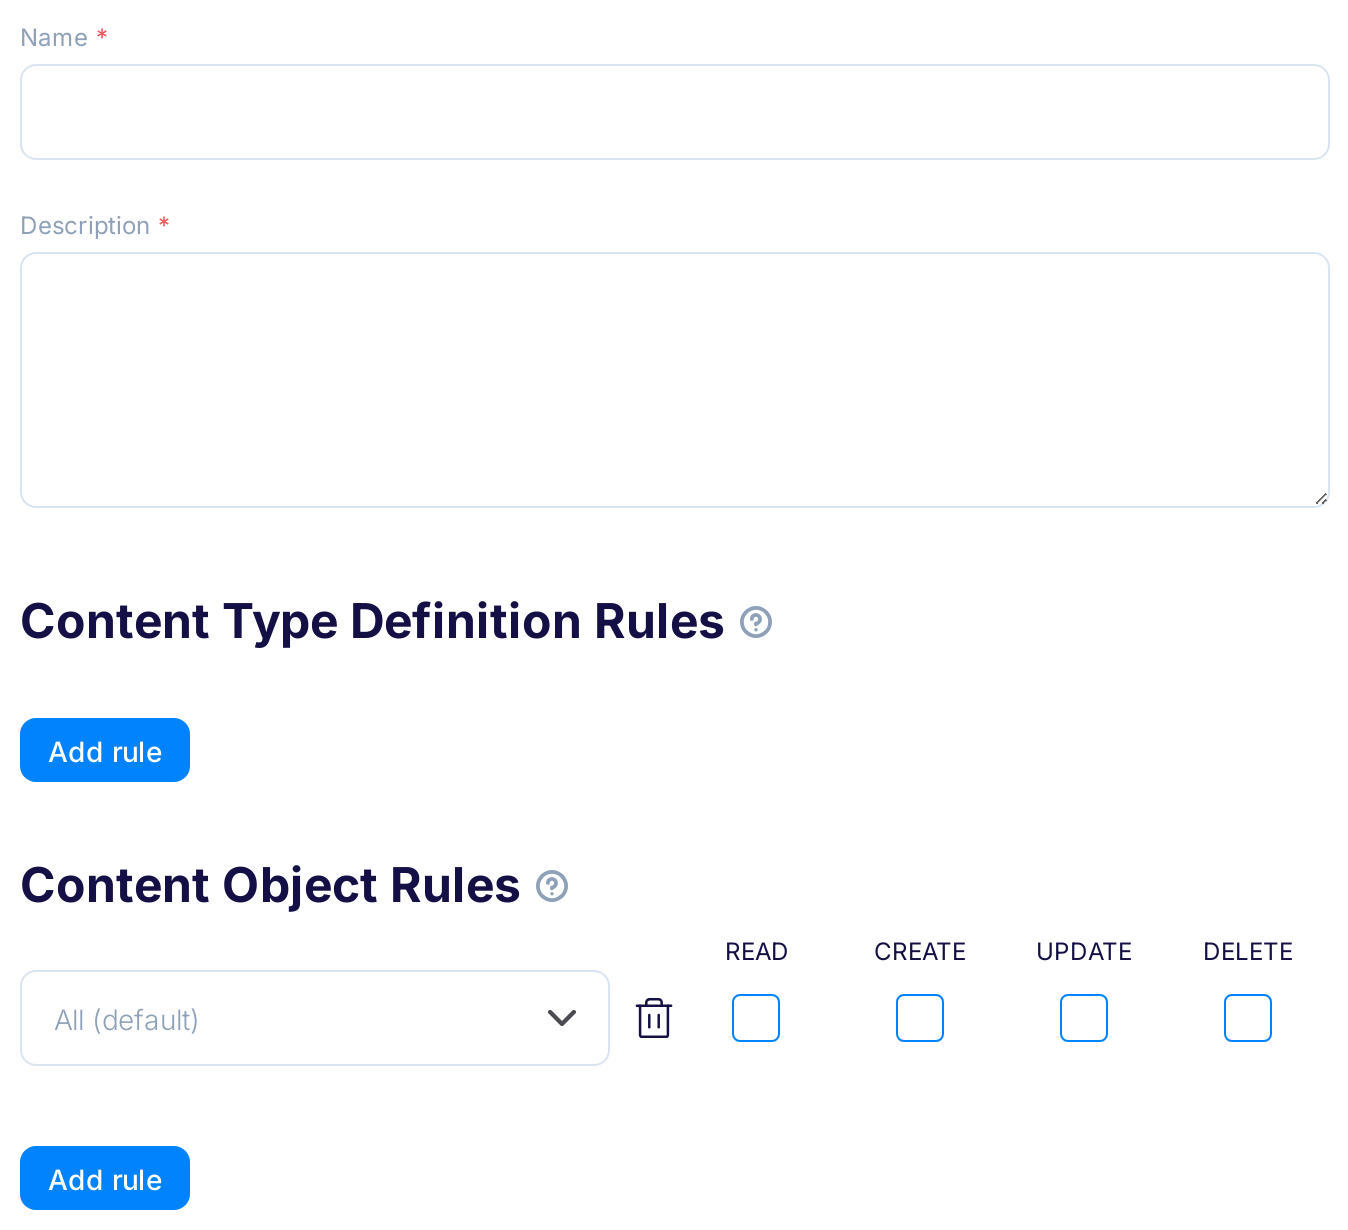 Name *
Description *
Content Type Definition Rules
Add rule
Content Object Rules
READ CREATE UPDATE DELETE
All (default)
Add rule